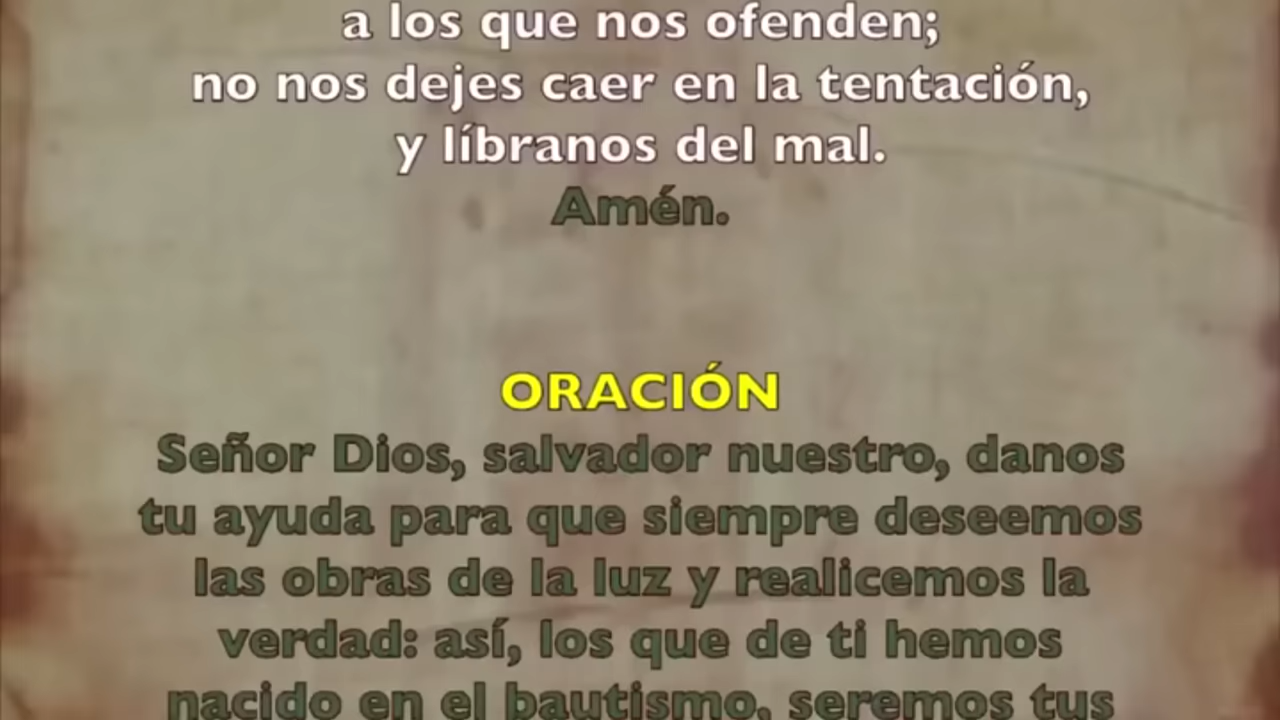 a los que nos ofenden;
no nos dejes caer en la tentación,
y líbranos del mal.
Amén.
ORACIÓN
Señor Dios, salvador nuestro, danos
tu ayuda para que siempre deseemos
las obras de la luz y realicemos la
verdad: así, los que de ti hemos
nacido en el bautismo, seremos tus